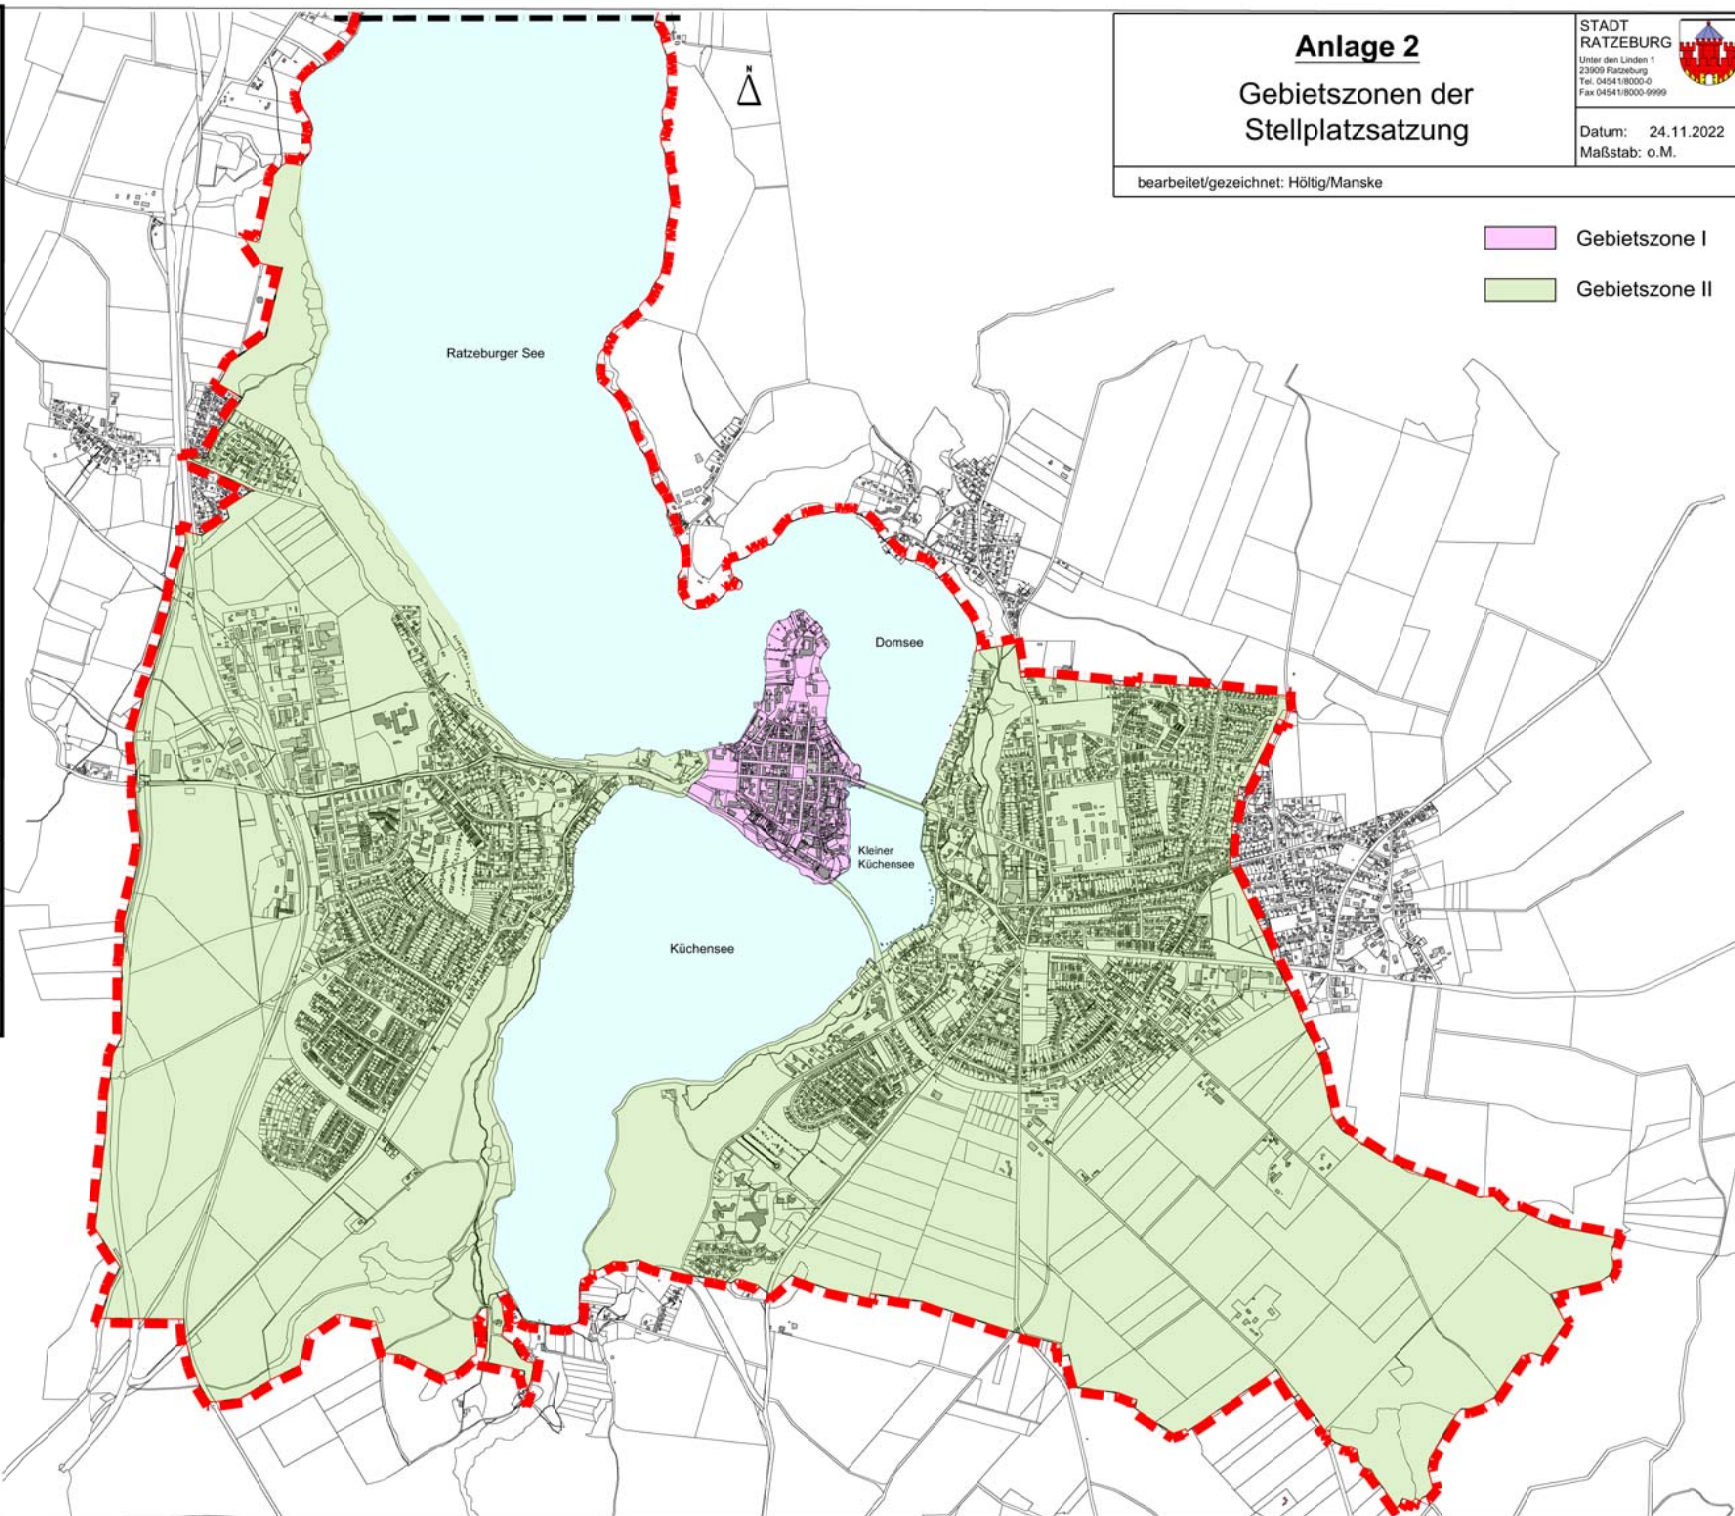 Anlage 2
Gebietszonen der
Stellplatzsatzung
STADT
RATZEBURG
Unter den Linden 1
23909 Ratzeburg
Tel. 04541/8000-0
Fax 04541/8000-9999
Datum: 24.11.2022
Maßstab: o.M.
bearbeitet/gezeichnet: Höltig/Manske
N
Gebietszone I
Gebietszone II
Ratzeburger See
Domsee
Kleiner
Küchensee
Küchensee